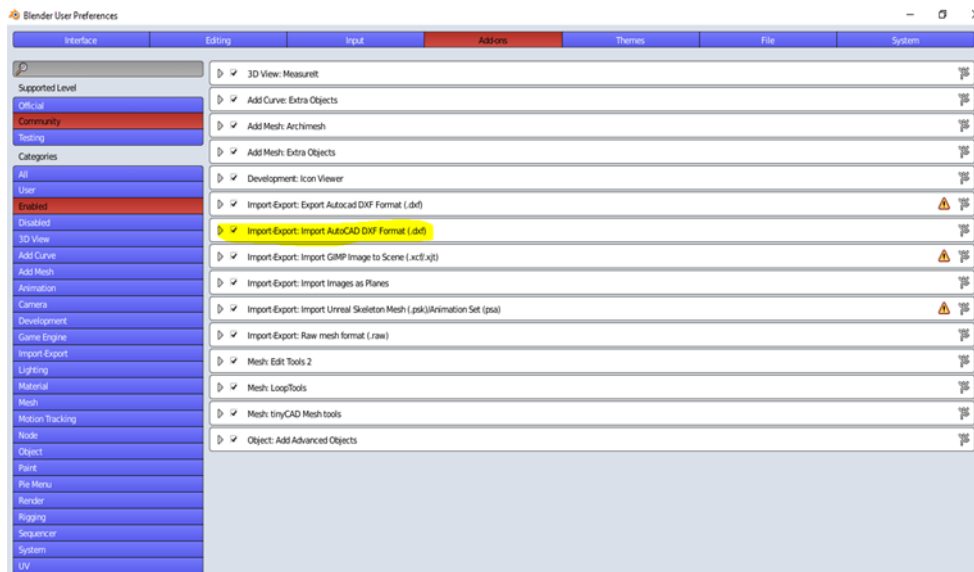 Blender User Preferences
Interface Editing Input Add-ons Themes File System
Supported Level
Official
Community
Testing
Categories
All
User
Enabled
Disabled
3D View
Add Curve
Add Mesh
Animation
Camera
Development
Game Engine
Import-Export
Lighting
Material
Mesh
Motion Tracking
Node
Object
Paint
Pie Menu
Render
Rigging
Sequencer
System
UV
3D View: MeasureIt
Add Curve: Extra Objects
Add Mesh: Archimesh
Add Mesh: Extra Objects
Development: Icon Viewer
Import-Export: Export Autocad DXF Format (.dxf)
Import-Export: Import AutoCAD DXF Format (.dxf)
Import-Export: Import GIMP Image to Scene (.xcf/.xjt)
Import-Export: Import Images as Planes
Import-Export: Import Unreal Skeleton Mesh (.psk)/Animation Set (psa)
Import-Export: Raw mesh format (.raw)
Mesh: Edit Tools 2
Mesh: LoopTools
Mesh: tinyCAD Mesh tools
Object: Add Advanced Objects